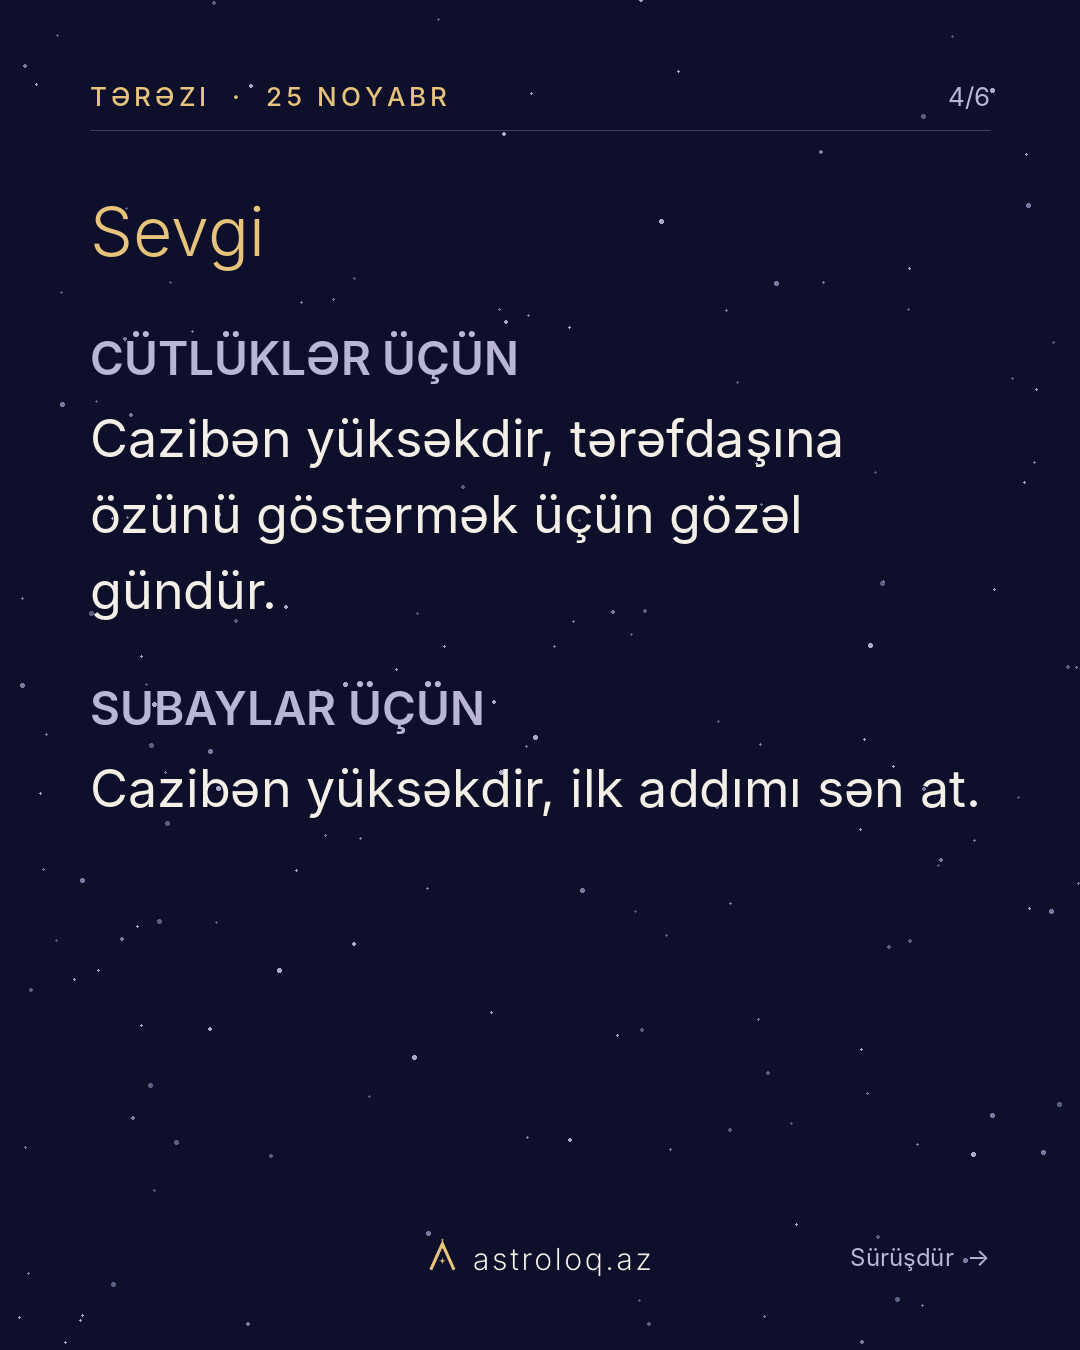 TƏRƏZI · 25 NOYABR
4/6
Sevgi
CÜTLÜKLƏR ÜÇÜN
Cazibən yüksəkdir, tərəfdaşına
özünü göstərmək üçün gözəl
gündür.
SUBAYLAR ÜÇÜN
Cazibən yüksəkdir, ilk addımı sən at.
astroloq.az
Sürüşdür →